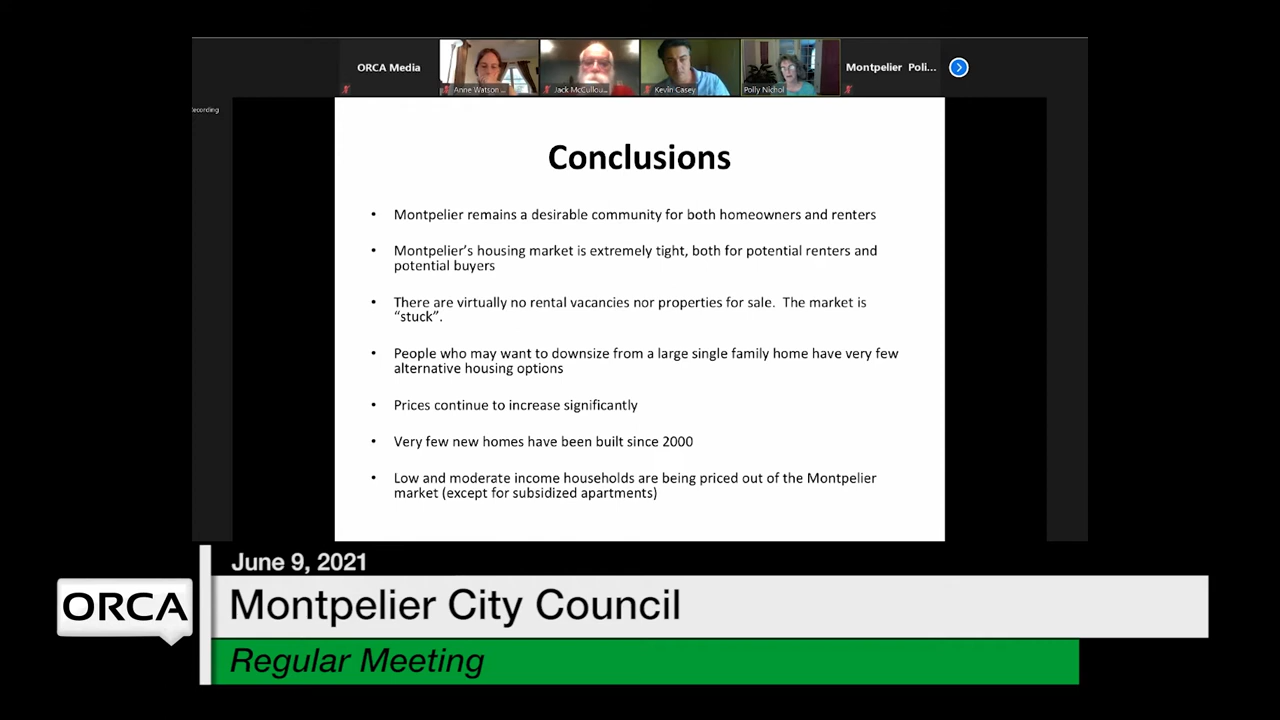 ORCA Media
Anne Watson...
Jack McCullou...
Kevin Casey
Polly Nichol
Montpelier Poli...
ecording
Conclusions
• Montpelier remains a desirable community for both homeowners and renters
• Montpelier’s housing market is extremely tight, both for potential renters and
potential buyers
• There are virtually no rental vacancies nor properties for sale. The market is
“stuck”.
• People who may want to downsize from a large single family home have very few
alternative housing options
• Prices continue to increase significantly
• Very few new homes have been built since 2000
• Low and moderate income households are being priced out of the Montpelier
market (except for subsidized apartments)
June 9, 2021
ORCA
Montpelier City Council
Regular Meeting